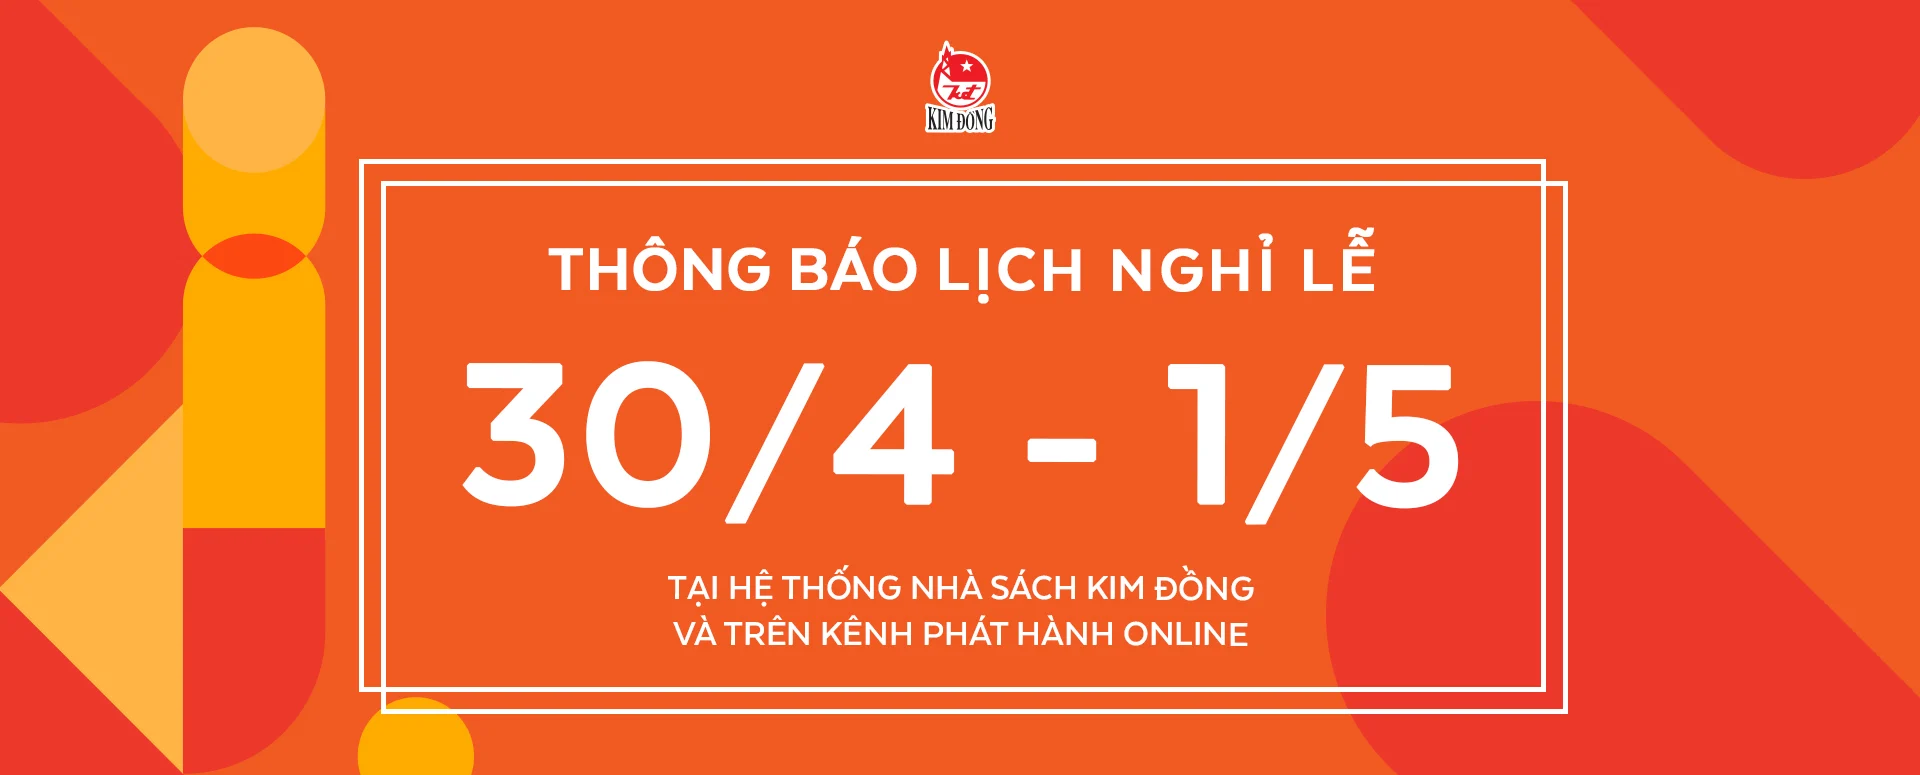 kđ
KIM ĐỒNG
THÔNG BÁO LỊCH NGHỈ LỄ
30/4 - 1/5
TẠI HỆ THỐNG NHÀ SÁCH KIM ĐỒNG
VÀ TRÊN KÊNH PHÁT HÀNH ONLINE